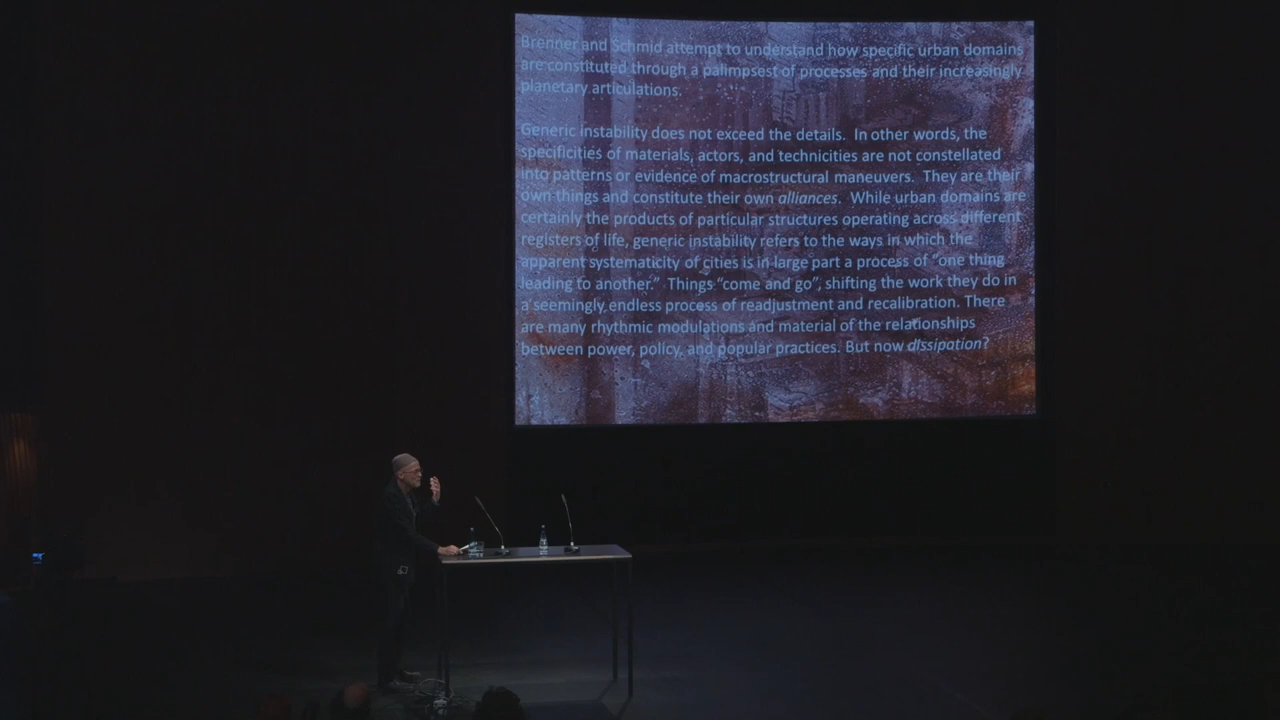 Brenner and Schmid attempt to understand how specific urban domains
are constituted through a palimpsest of processes and their increasingly
planetary articulations.
Generic instability does not exceed the details. In other words, the
specificities of materials, actors, and technicities are not constellated
into patterns or evidence of macrostructural maneuvers. They are their
own things and constitute their own alliances. While urban domains are
certainly the products of particular structures operating across different
registers of life, generic instability refers to the ways in which the
apparent systematicity of cities is in large part a process of “one thing
leading to another.” Things “come and go”, shifting the work they do in
a seemingly endless process of readjustment and recalibration. There
are many rhythmic modulations and material of the relationships
between power, policy, and popular practices. But now dissipation?